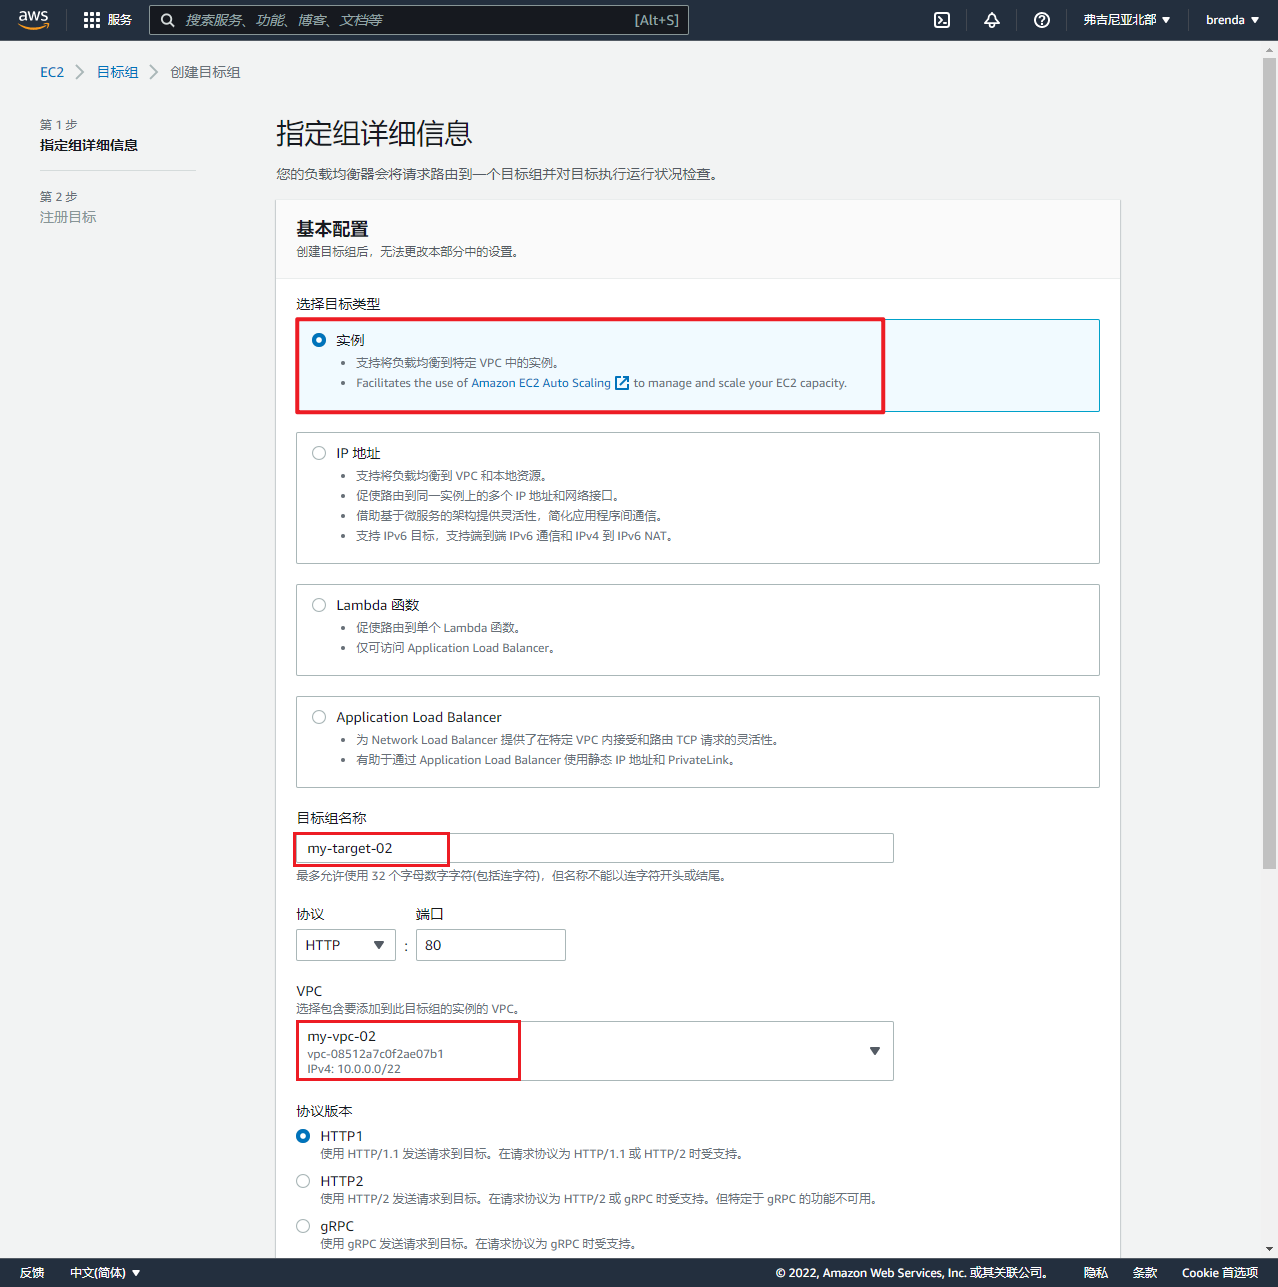 aws 服务 搜索服务、功能、博客、文档等 [Alt+S] 弗吉尼亚北部 brenda
EC2 目标组 创建目标组
第 1 步
指定组详细信息
第 2 步
注册目标
指定组详细信息
您的负载均衡器会将请求路由到一个目标组并对目标执行运行状况检查。
基本配置
创建目标组后，无法更改本部分中的设置。
选择目标类型
实例
• 支持将负载均衡到特定 VPC 中的实例。
• Facilitates the use of Amazon EC2 Auto Scaling to manage and scale your EC2 capacity.
IP 地址
• 支持将负载均衡到 VPC 和本地资源。
• 促使路由到同一实例上的多个 IP 地址和网络接口。
• 借助基于微服务的架构提供灵活性，简化应用程序间通信。
• 支持 IPv6 目标，支持端到端 IPv6 通信和 IPv4 到 IPv6 NAT。
Lambda 函数
• 促使路由到单个 Lambda 函数。
• 仅可访问 Application Load Balancer。
Application Load Balancer
• 为 Network Load Balancer 提供了在特定 VPC 内接受和路由 TCP 请求的灵活性。
• 有助于通过 Application Load Balancer 使用静态 IP 地址和 PrivateLink。
目标组名称
my-target-02
最多允许使用 32 个字母数字字符(包括连字符)，但名称不能以连字符开头或结尾。
协议 端口
HTTP : 80
VPC
选择包含要添加到此目标组的实例的 VPC。
my-vpc-02
vpc-08512a7c0f2ae07b1
IPv4: 10.0.0.0/22
协议版本
HTTP1
使用 HTTP/1.1 发送请求到目标。在请求协议为 HTTP/1.1 或 HTTP/2 时受支持。
HTTP2
使用 HTTP/2 发送请求到目标。在请求协议为 HTTP/2 或 gRPC 时受支持。但特定于 gRPC 的功能不可用。
gRPC
使用 gRPC 发送请求到目标。在请求协议为 gRPC 时受支持。
反馈 中文(简体) © 2022, Amazon Web Services, Inc. 或其关联公司。 隐私 条款 Cookie 首选项